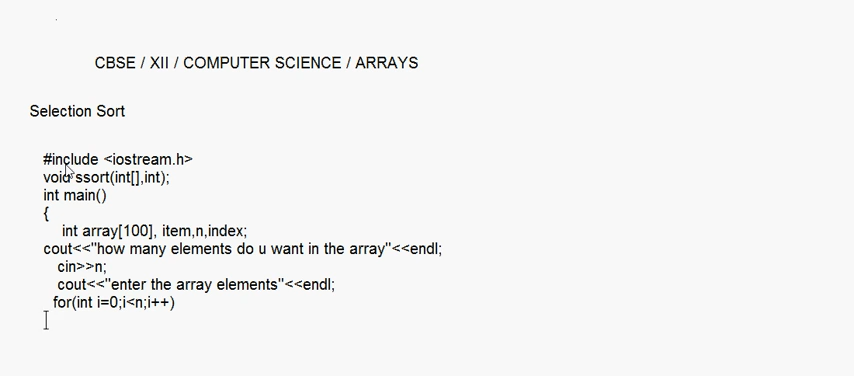 CBSE / XII / COMPUTER SCIENCE / ARRAYS
Selection Sort
#include <iostream.h>
void ssort(int[],int);
int main()
{
int array[100], item,n,index;
cout<<"how many elements do u want in the array"<<endl;
cin>>n;
cout<<"enter the array elements"<<endl;
for(int i=0;i<n;i++)